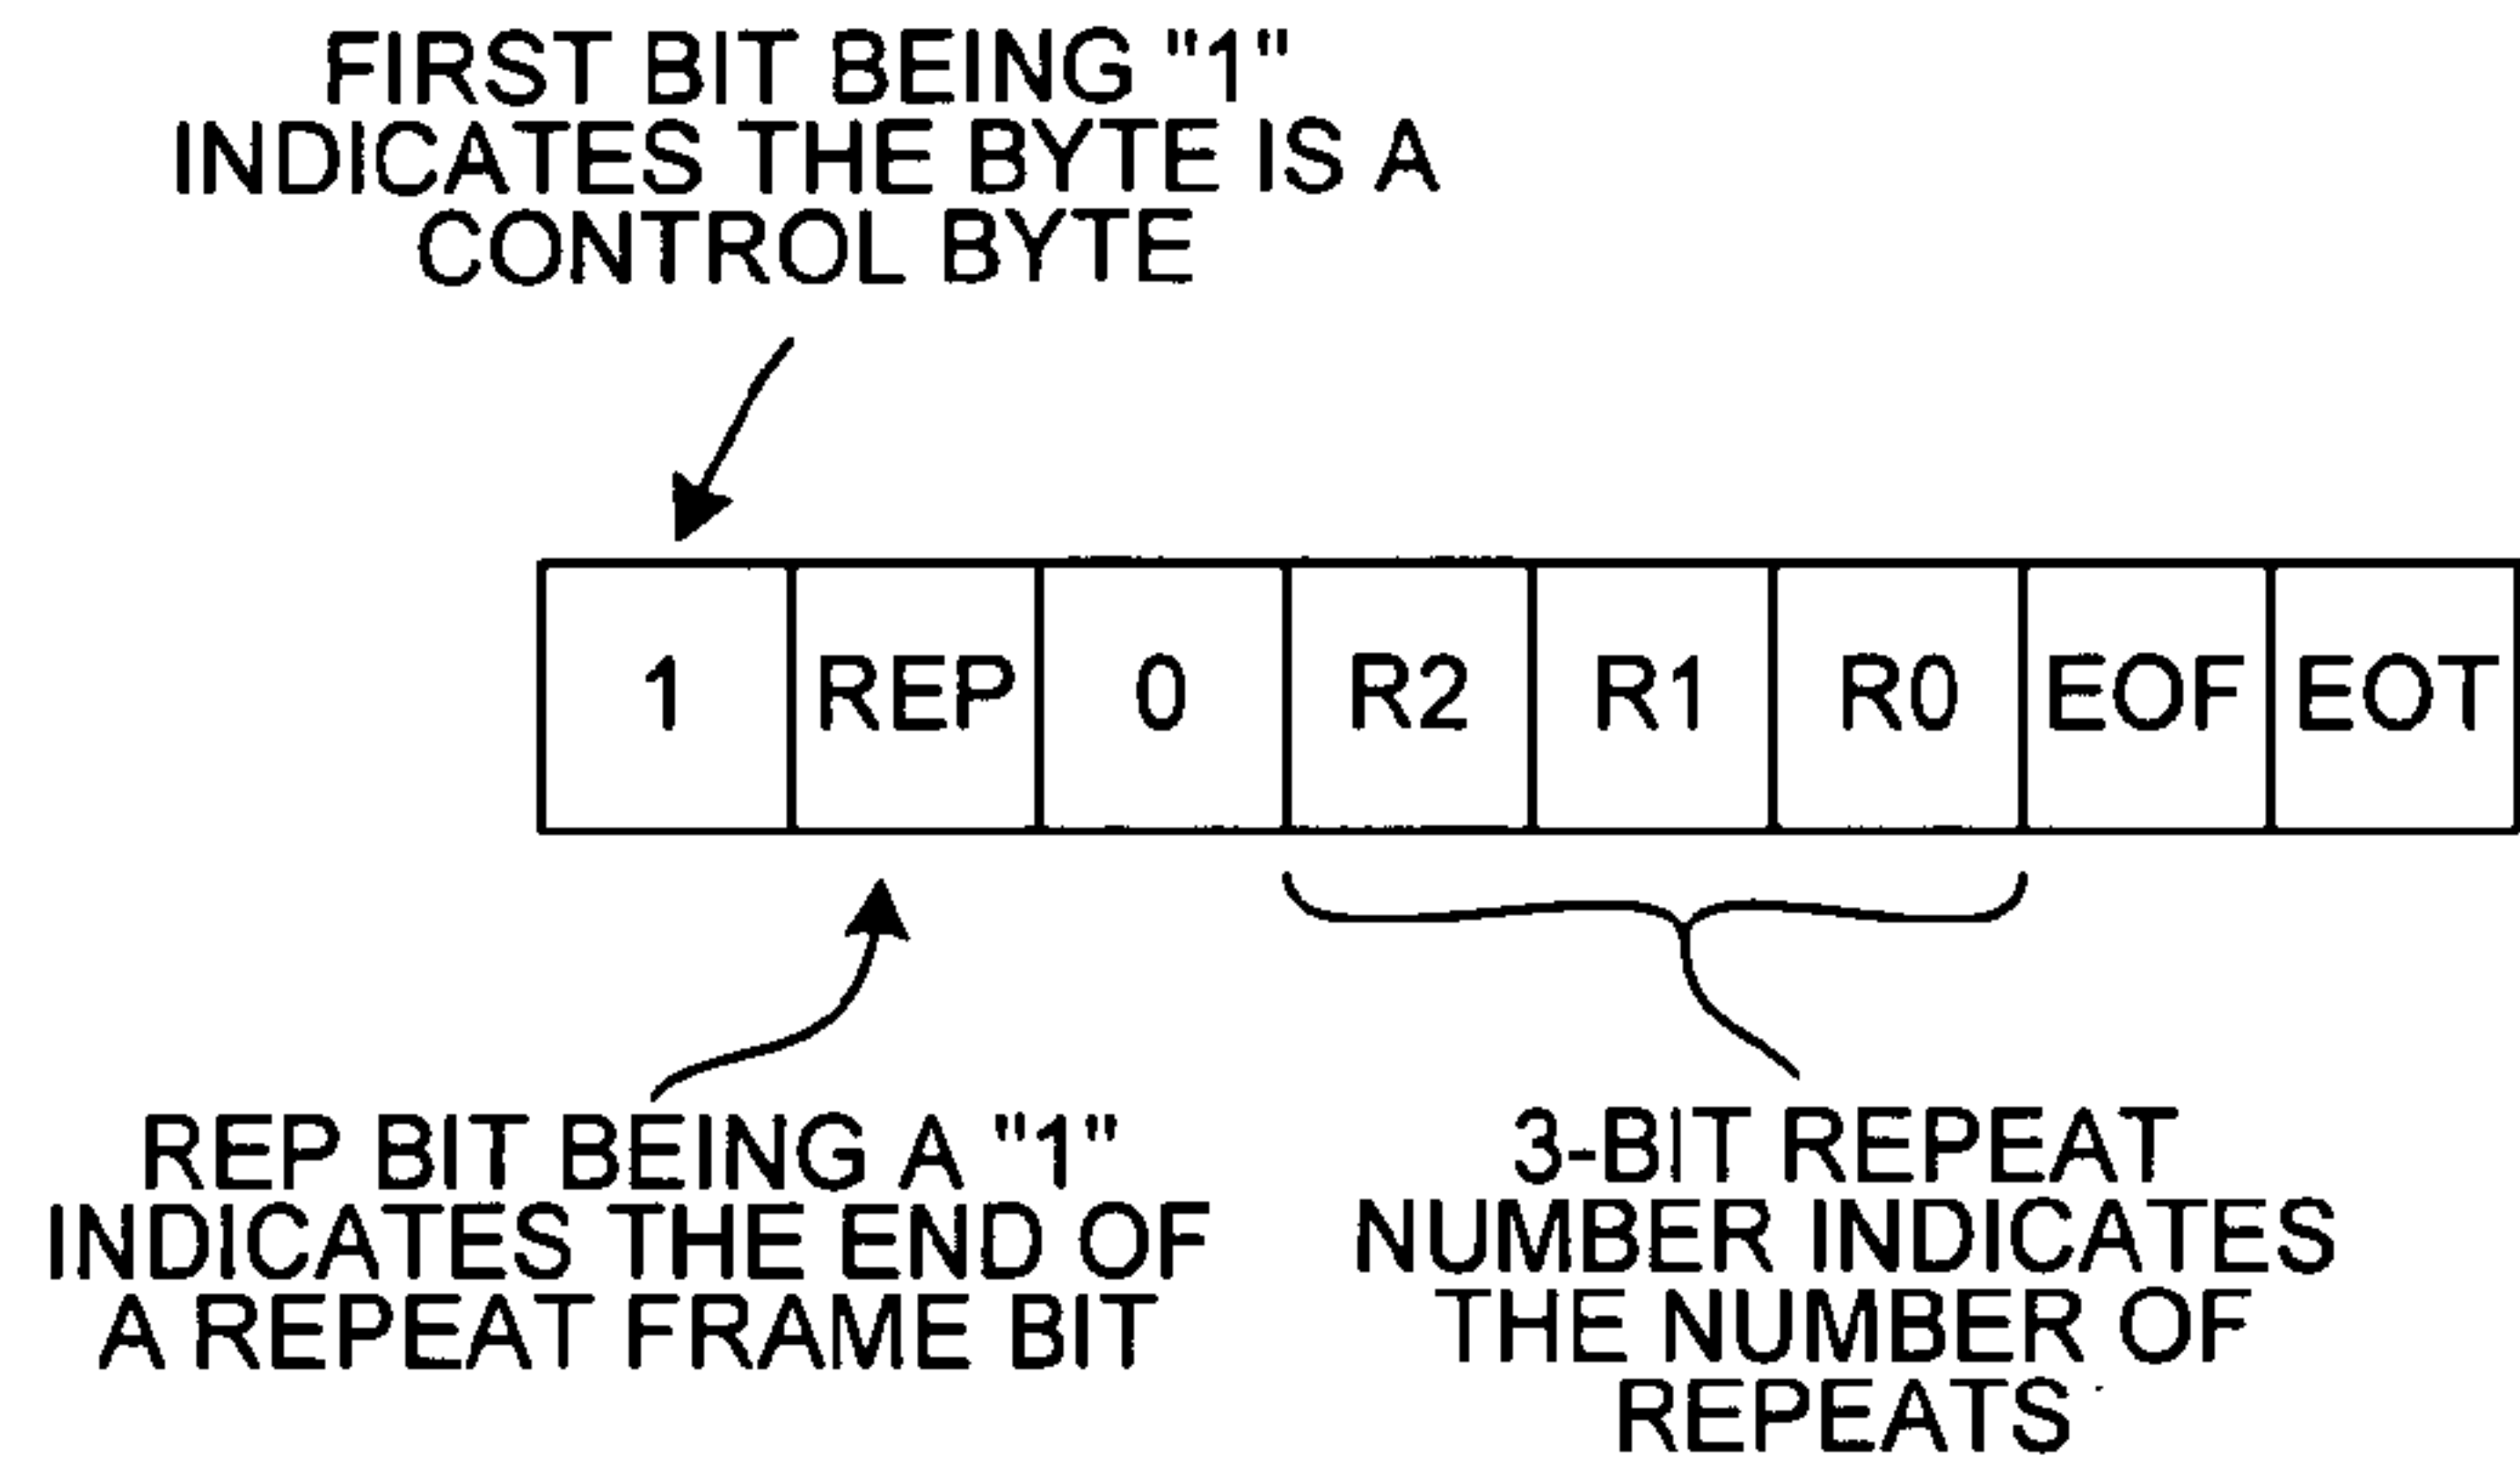 FIRST BIT BEING "1"
INDICATES THE BYTE IS A
CONTROL BYTE
1 REP 0 R2 R1 R0 EOF EOT
REP BIT BEING A "1"
INDICATES THE END OF
A REPEAT FRAME BIT
3-BIT REPEAT
NUMBER INDICATES
THE NUMBER OF
REPEATS